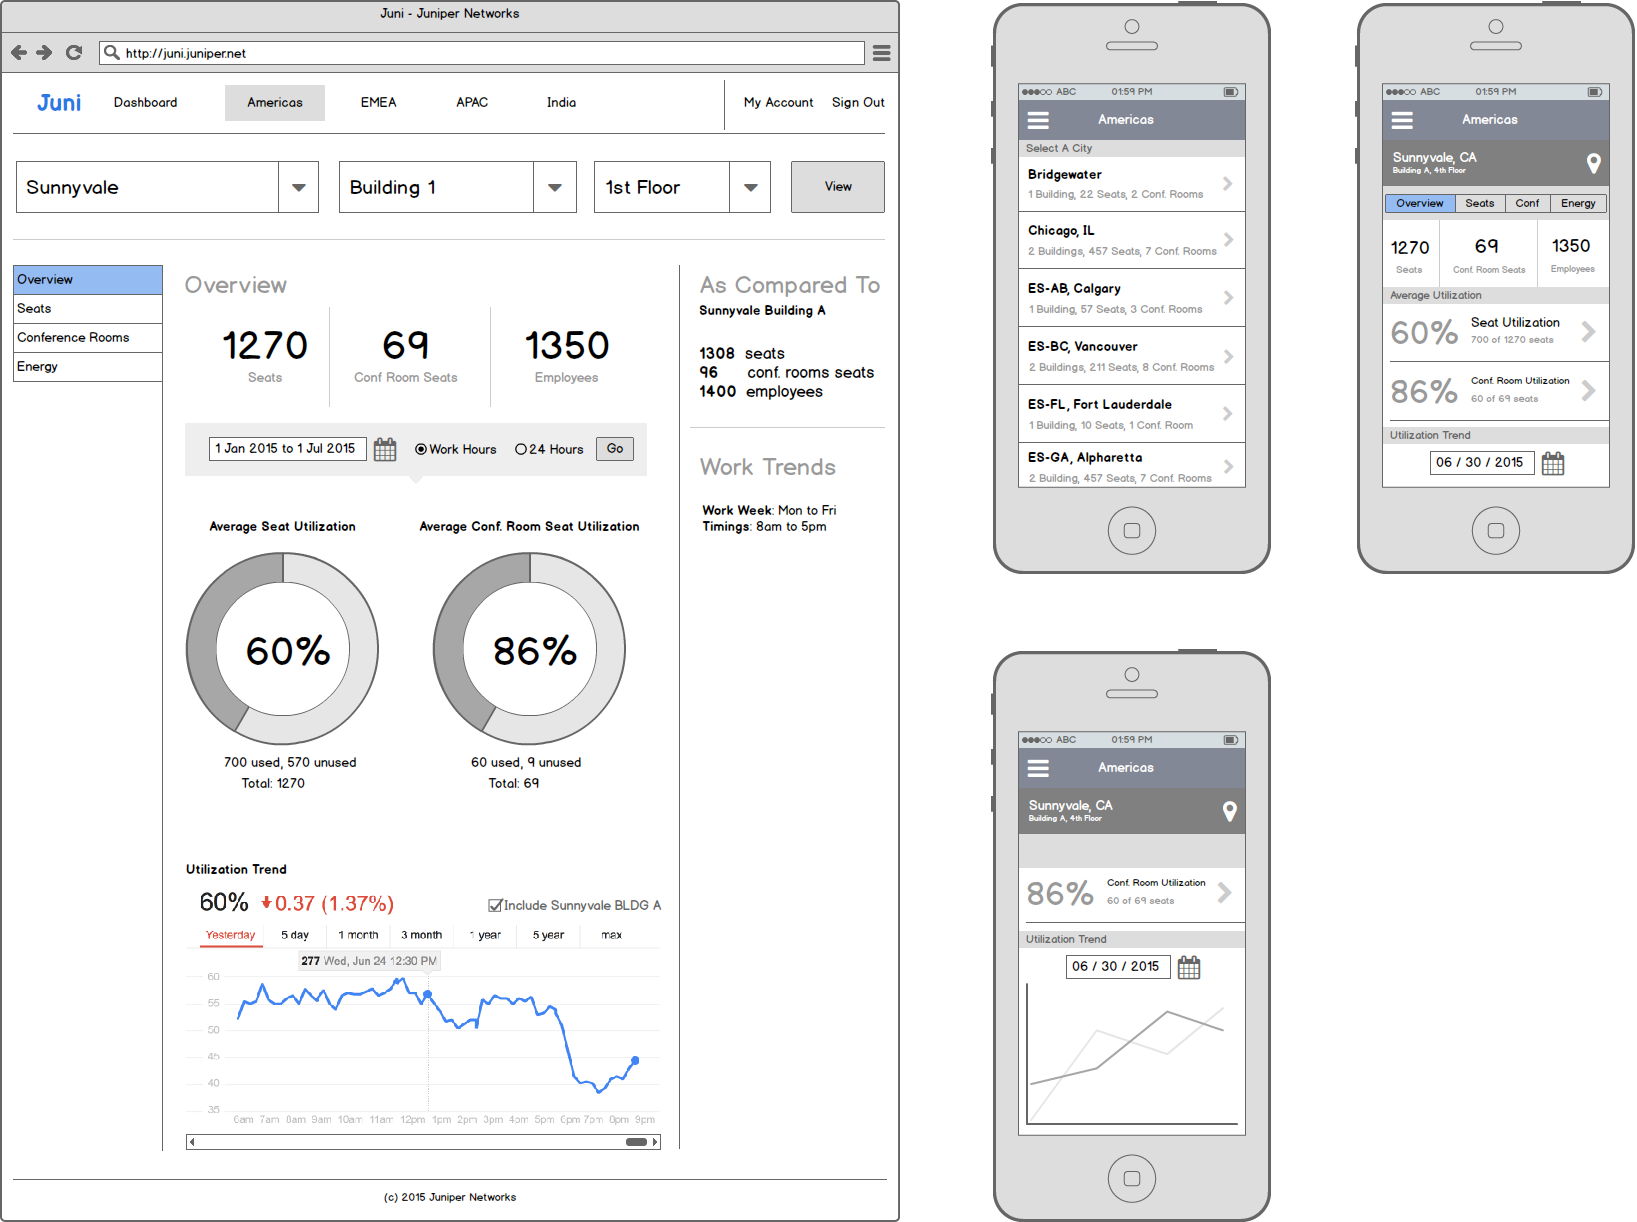 Juni - Juniper Networks
http://juni.juniper.net
Juni Dashboard Americas EMEA APAC India My Account Sign Out
Sunnyvale Building 1 1st Floor View
Overview
Seats
Conference Rooms
Energy
Overview
1270 69 1350
Seats Conf Room Seats Employees
1 Jan 2015 to 1 Jul 2015 Work Hours 24 Hours Go
Average Seat Utilization Average Conf. Room Seat Utilization
60% 86%
700 used, 570 unused 60 used, 9 unused
Total: 1270 Total: 69
Utilization Trend
60% 0.37 (1.37%) Include Sunnyvale BLDG A
Yesterday 5 day 1 month 3 month 1 year 5 year max
277 Wed, Jun 24 12:30 PM
60
55
50
45
40
35
6am 7am 8am 9am 10am 11am 12pm 1pm 2pm 3pm 4pm 5pm 6pm 7pm 8pm 9pm
As Compared To
Sunnyvale Building A
1308 seats
96 conf. rooms seats
1400 employees
Work Trends
Work Week: Mon to Fri
Timings: 8am to 5pm
(c) 2015 Juniper Networks
ABC 01:59 PM
Americas
Select A City
Bridgewater
1 Building, 22 Seats, 2 Conf. Rooms
Chicago, IL
2 Buildings, 457 Seats, 7 Conf. Rooms
ES-AB, Calgary
1 Building, 57 Seats, 3 Conf. Rooms
ES-BC, Vancouver
2 Buildings, 211 Seats, 8 Conf. Rooms
ES-FL, Fort Lauderdale
1 Building, 10 Seats, 1 Conf. Room
ES-GA, Alpharetta
2 Building, 457 Seats, 7 Conf. Rooms
ABC 01:59 PM
Americas
Sunnyvale, CA
Building A, 4th Floor
Overview Seats Conf Energy
1270 69 1350
Seats Conf. Room Seats Employees
Average Utilization
60% Seat Utilization
700 of 1270 seats
86% Conf. Room Utilization
60 of 69 seats
Utilization Trend
06 / 30 / 2015
ABC 01:59 PM
Americas
Sunnyvale, CA
Building A, 4th Floor
86% Conf. Room Utilization
60 of 69 seats
Utilization Trend
06 / 30 / 2015